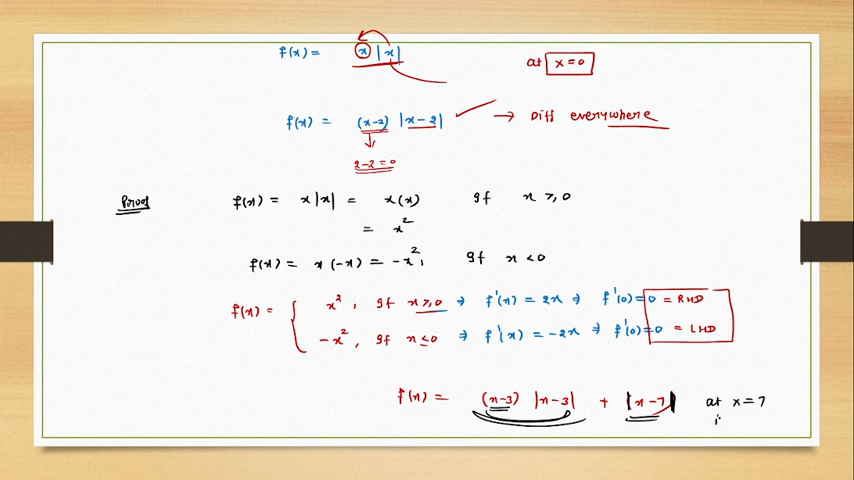 f(x) = x |x| at x=0
f(x) = (x-2) |x-2| → Diff everywhere
2-2=0
Proof f(x) = x|x| = x(x) If x ≥ 0
= x²
f(x) = x(-x) = -x², If x < 0
f(x) = { x², If x ≥ 0 ⇒ f'(x) = 2x ⇒ f'(0) = 0 = RHD
-x², If x ≤ 0 ⇒ f'(x) = -2x ⇒ f'(0) = 0 = LHD
f(x) = (x-3) |x-3| + |x-7| at x=7